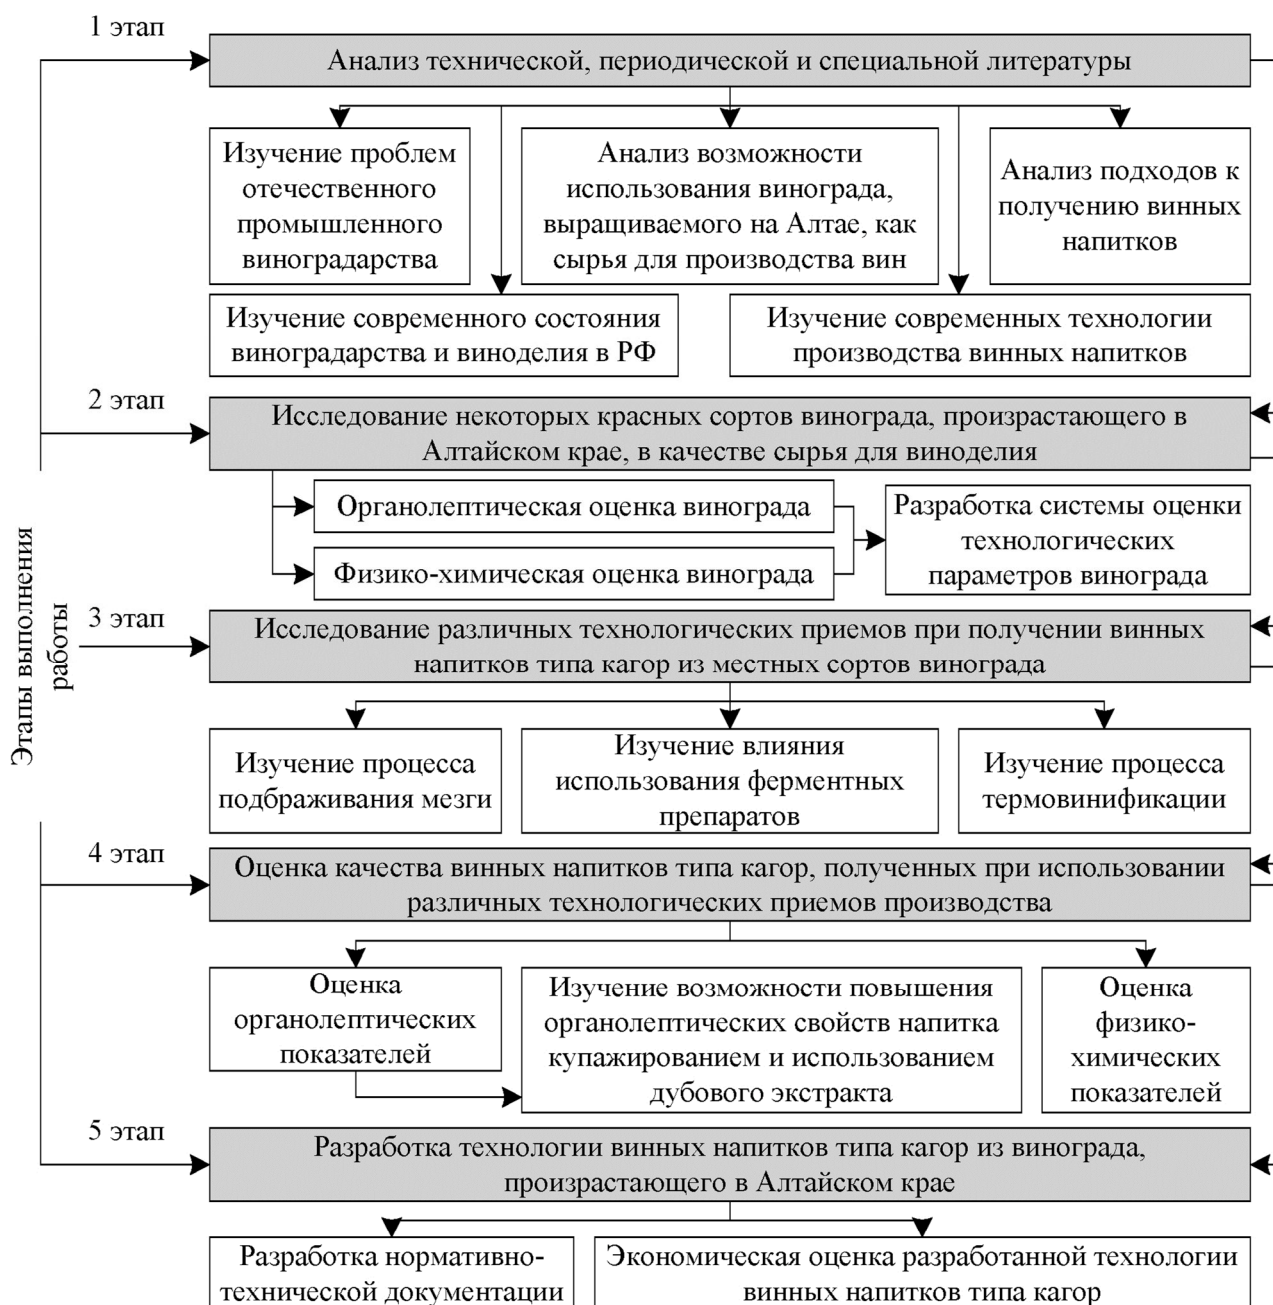 1 этап
Анализ технической, периодической и специальной литературы
Изучение проблем
отечественного
промышленного
виноградарства
Анализ возможности
использования винограда,
выращиваемого на Алтае, как
сырья для производства вин
Анализ подходов к
получению винных
напитков
Изучение современного состояния
виноградарства и виноделия в РФ
Изучение современных технологии
производства винных напитков
2 этап
Исследование некоторых красных сортов винограда, произрастающего в
Алтайском крае, в качестве сырья для виноделия
Органолептическая оценка винограда
Физико-химическая оценка винограда
Разработка системы оценки
технологических
параметров винограда
Этапы выполнения
работы
3 этап
Исследование различных технологических приемов при получении винных
напитков типа кагор из местных сортов винограда
Изучение процесса
подбраживания мезги
Изучение влияния
использования ферментных
препаратов
Изучение процесса
термовинификации
4 этап
Оценка качества винных напитков типа кагор, полученных при использовании
различных технологических приемов производства
Оценка
органолептических
показателей
Изучение возможности повышения
органолептических свойств напитка
купажированием и использованием
дубового экстракта
Оценка
физико-
химических
показателей
5 этап
Разработка технологии винных напитков типа кагор из винограда,
произрастающего в Алтайском крае
Разработка нормативно-
технической документации
Экономическая оценка разработанной технологии
винных напитков типа кагор